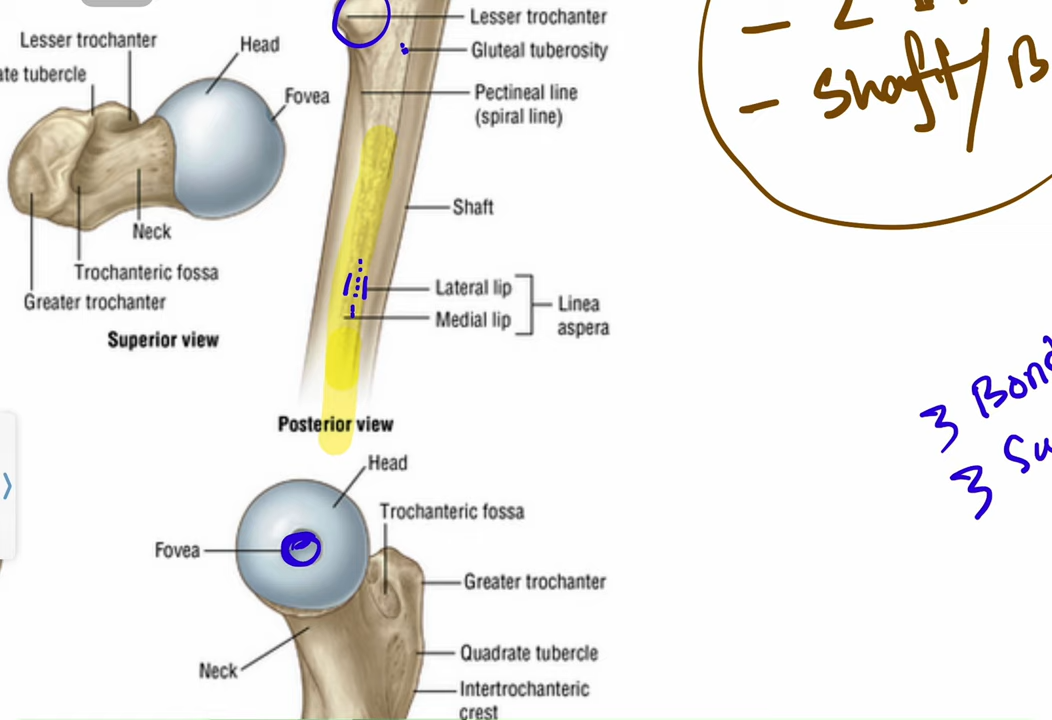 Lesser trochanter
Head
ate tubercle
Fovea
Neck
Trochanteric fossa
Greater trochanter
Superior view
Lesser trochanter
Gluteal tuberosity
Pectineal line
(spiral line)
Shaft
Lateral lip
Medial lip
Linea
aspera
Posterior view
Head
Trochanteric fossa
Fovea
Greater trochanter
Neck
Quadrate tubercle
Intertrochanteric
crest
- 2
- Shaft/ B
3 Bond
3 Su